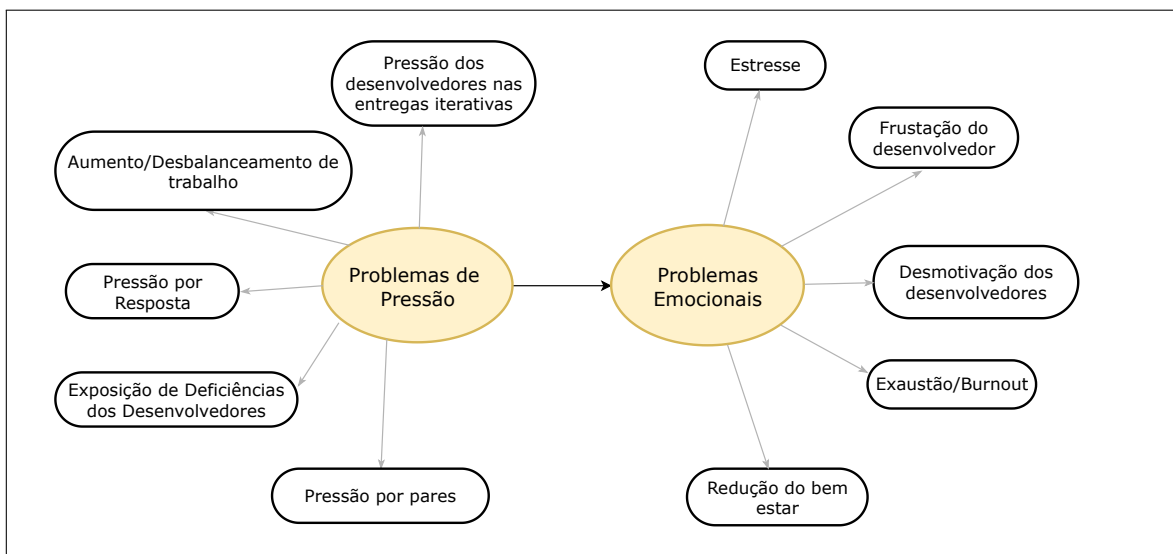 Pressão dos
desenvolvedores nas
entregas iterativas
Aumento/Desbalanceamento de
trabalho
Problemas de
Pressão
Pressão por
Resposta
Exposição de Deficiências
dos Desenvolvedores
Pressão por pares
Estresse
Frustação do
desenvolvedor
Problemas
Emocionais
Desmotivação dos
desenvolvedores
Exaustão/Burnout
Redução do bem
estar